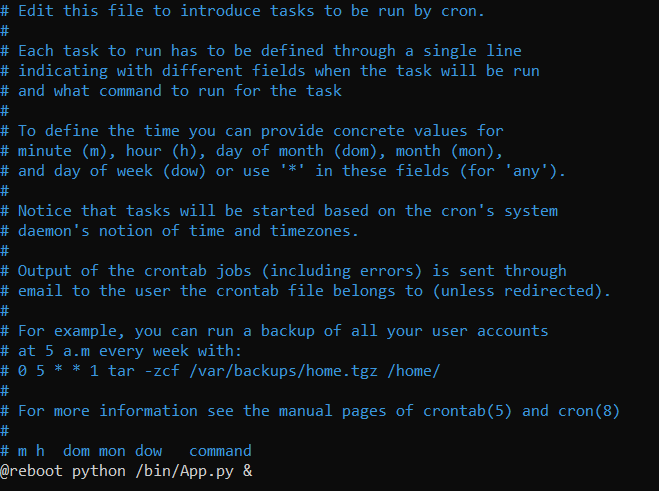 # Edit this file to introduce tasks to be run by cron.
#
# Each task to run has to be defined through a single line
# indicating with different fields when the task will be run
# and what command to run for the task
#
# To define the time you can provide concrete values for
# minute (m), hour (h), day of month (dom), month (mon),
# and day of week (dow) or use '*' in these fields (for 'any').
#
# Notice that tasks will be started based on the cron's system
# daemon's notion of time and timezones.
#
# Output of the crontab jobs (including errors) is sent through
# email to the user the crontab file belongs to (unless redirected).
#
# For example, you can run a backup of all your user accounts
# at 5 a.m every week with:
# 0 5 * * 1 tar -zcf /var/backups/home.tgz /home/
#
# For more information see the manual pages of crontab(5) and cron(8)
#
# m h  dom mon dow   command
@reboot python /bin/App.py &